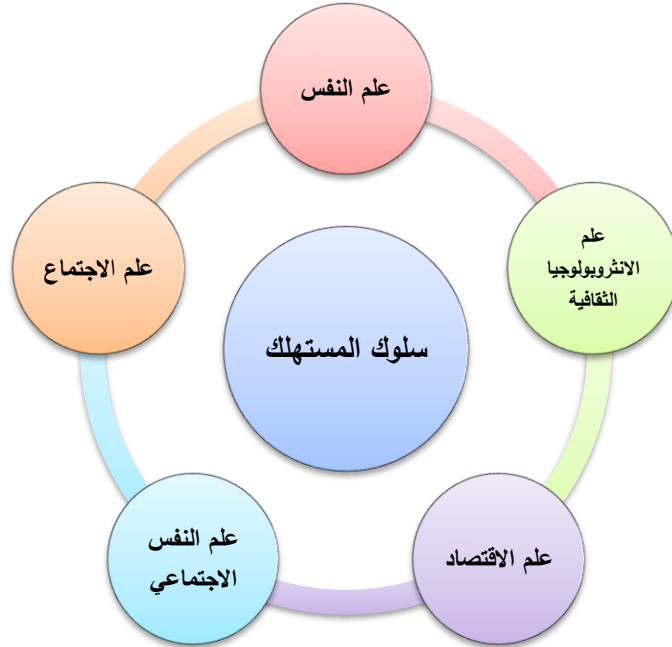 علم النفس
علم
الانثروبولوجيا
الثقافية
علم الاجتماع
سلوك المستهلك
علم الاقتصاد
علم النفس
الاجتماعي